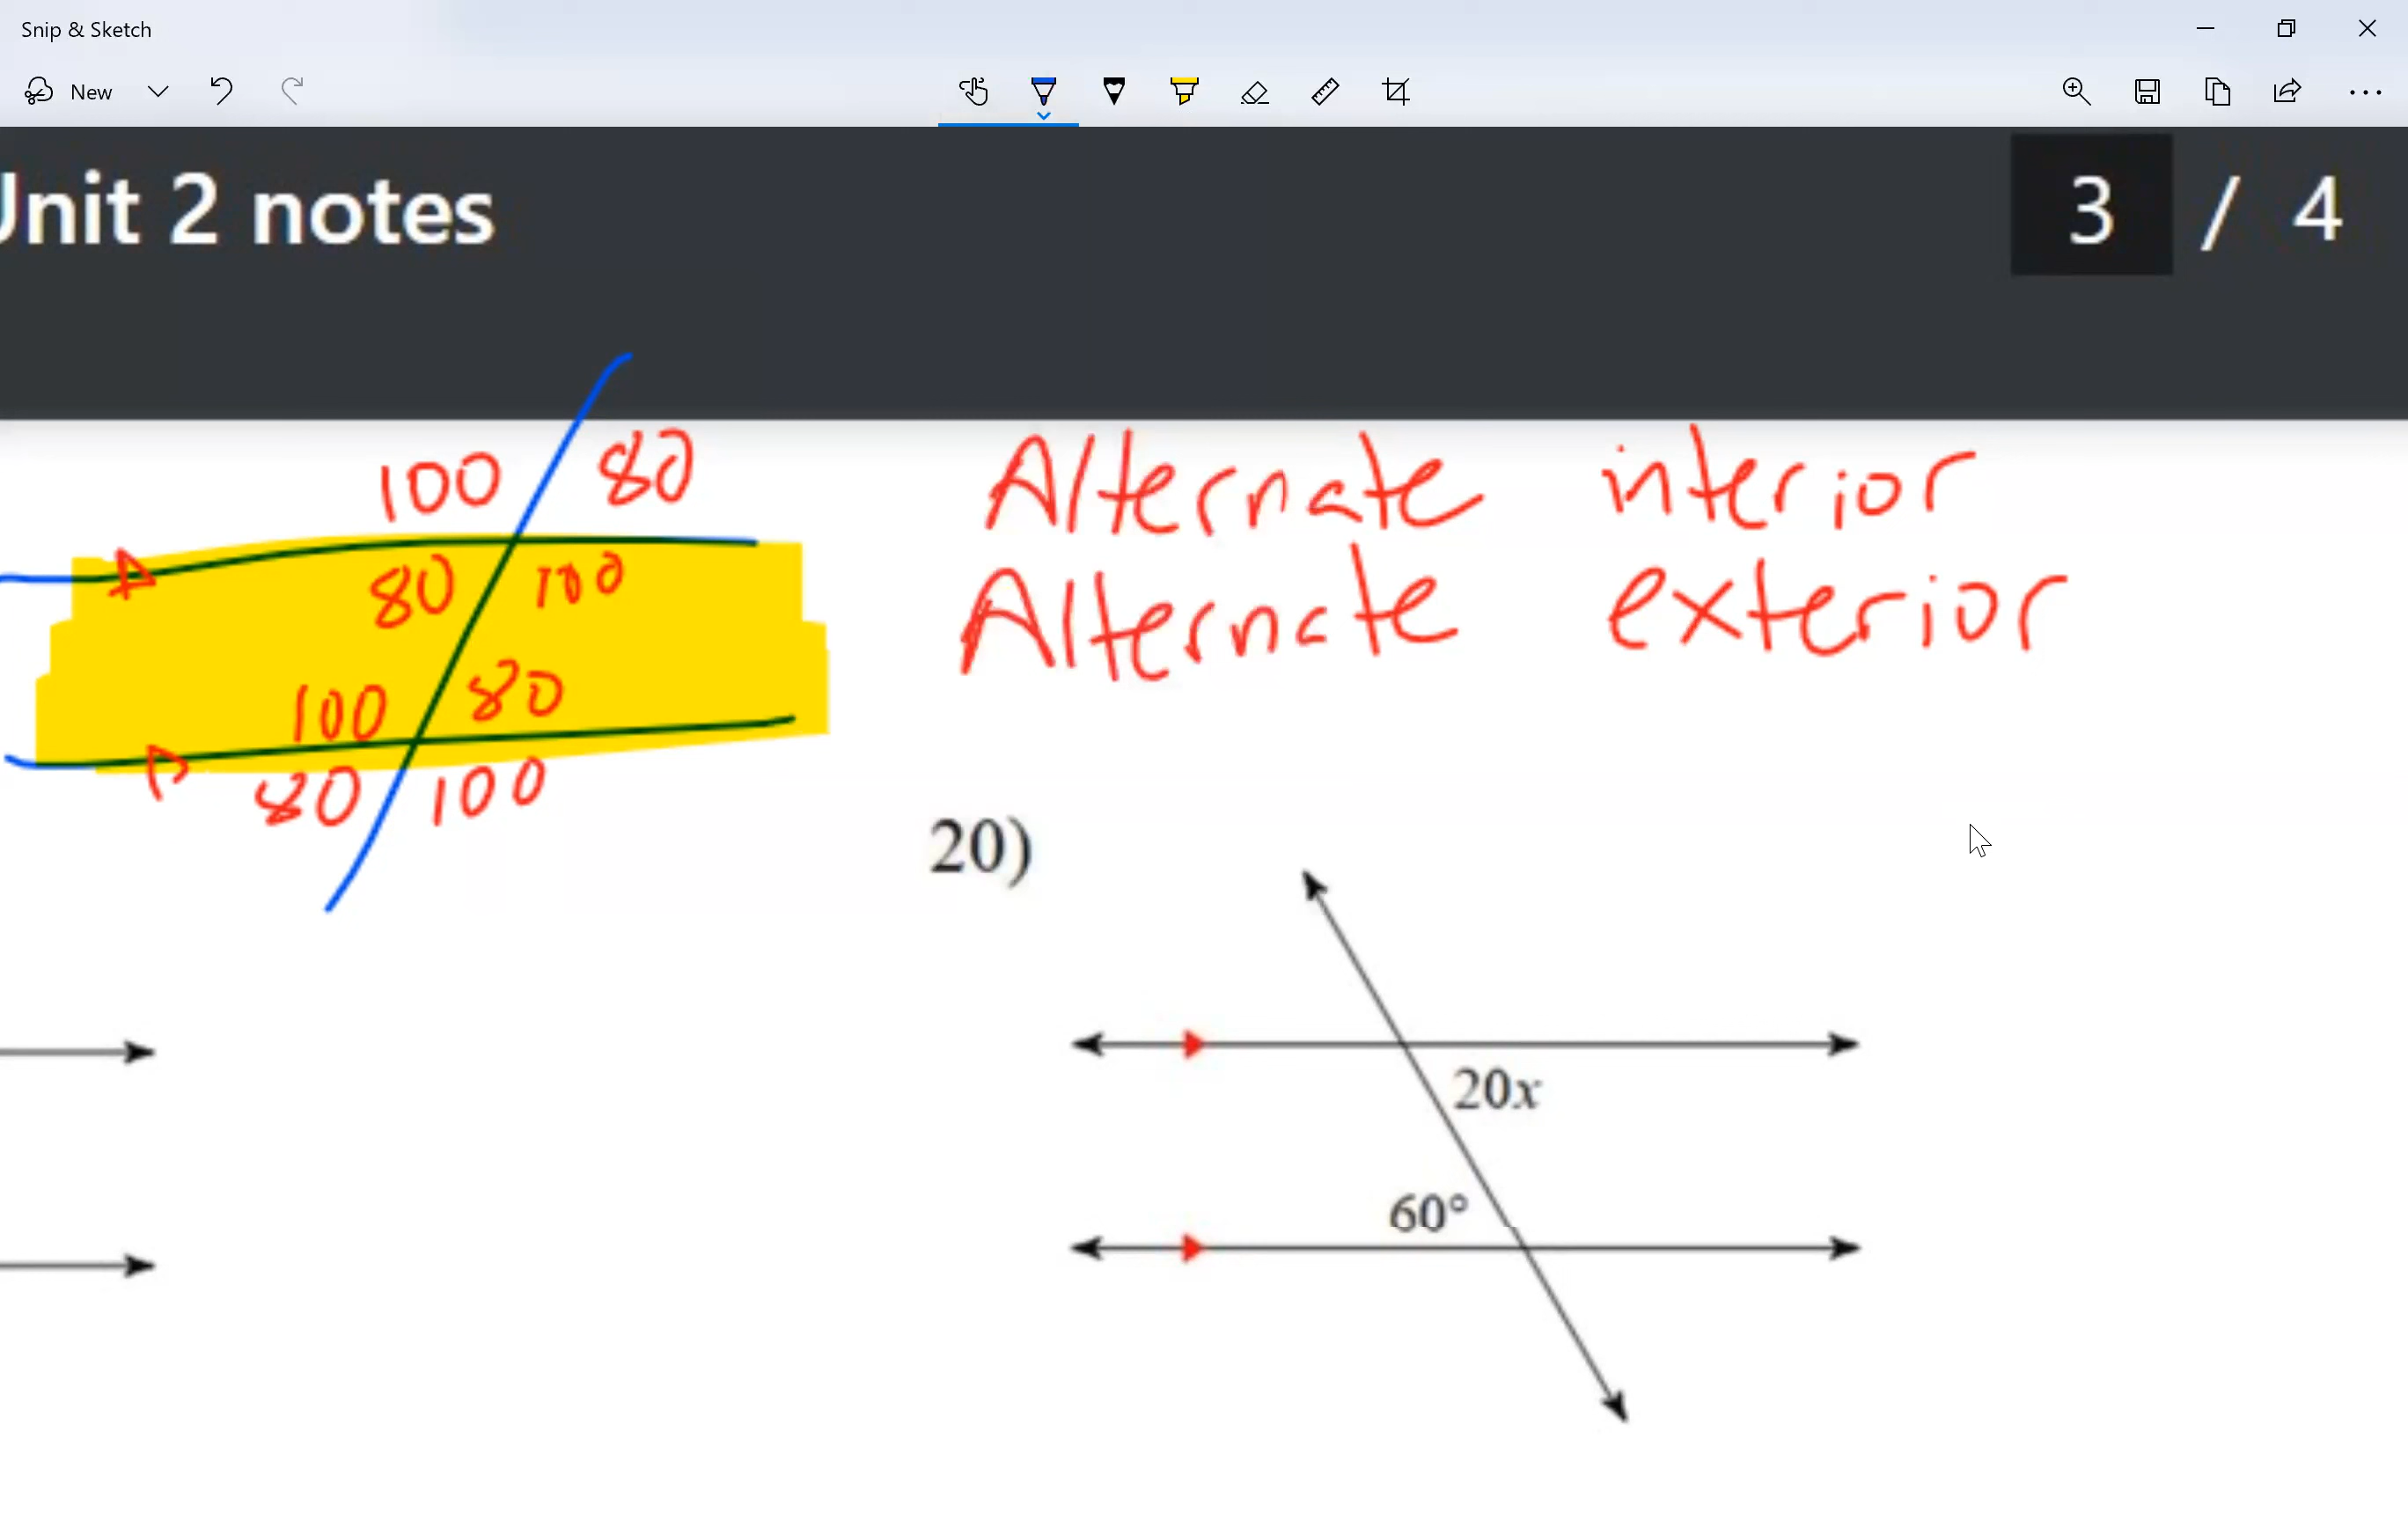 Snip & Sketch
New
Unit 2 notes
3 / 4
100 80
80 100
100 80
80 100
Alternate interior
Alternate exterior
20)
20x
60°